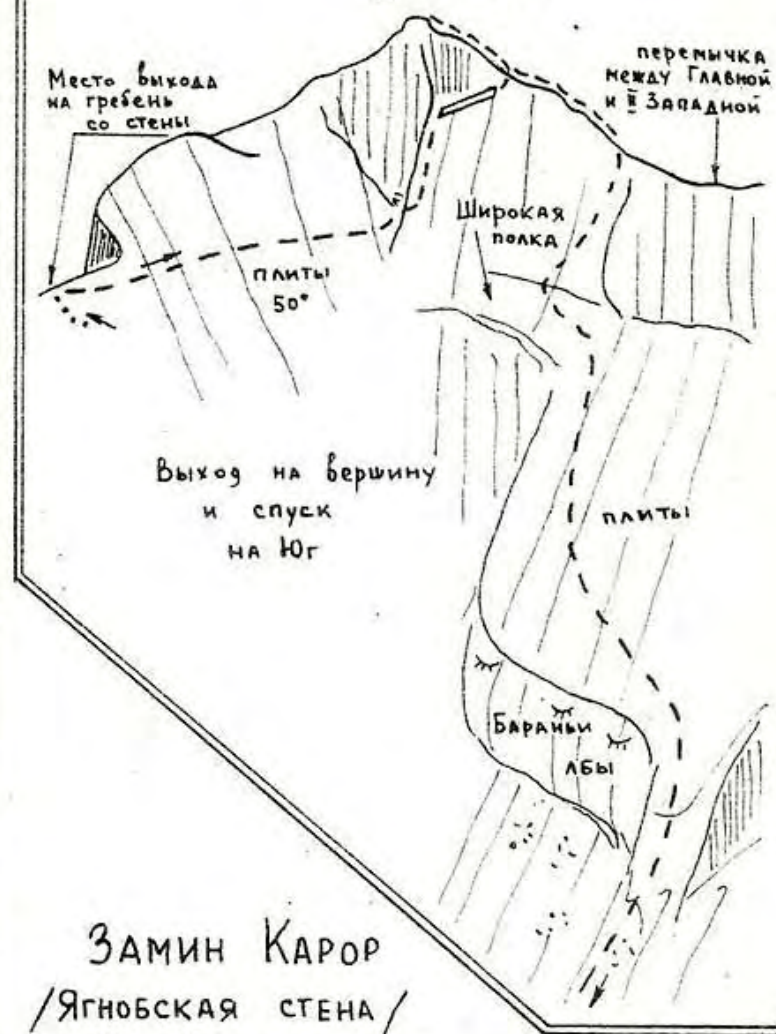 Место выхода
на гребень
со стены
перемычка
между Главной
и II Западной
Широкая
полка
плиты
50°
Выход на вершину
и спуск
на Юг
плиты
Бараньи
лбы
Замин Карор
/Ягнобская стена/